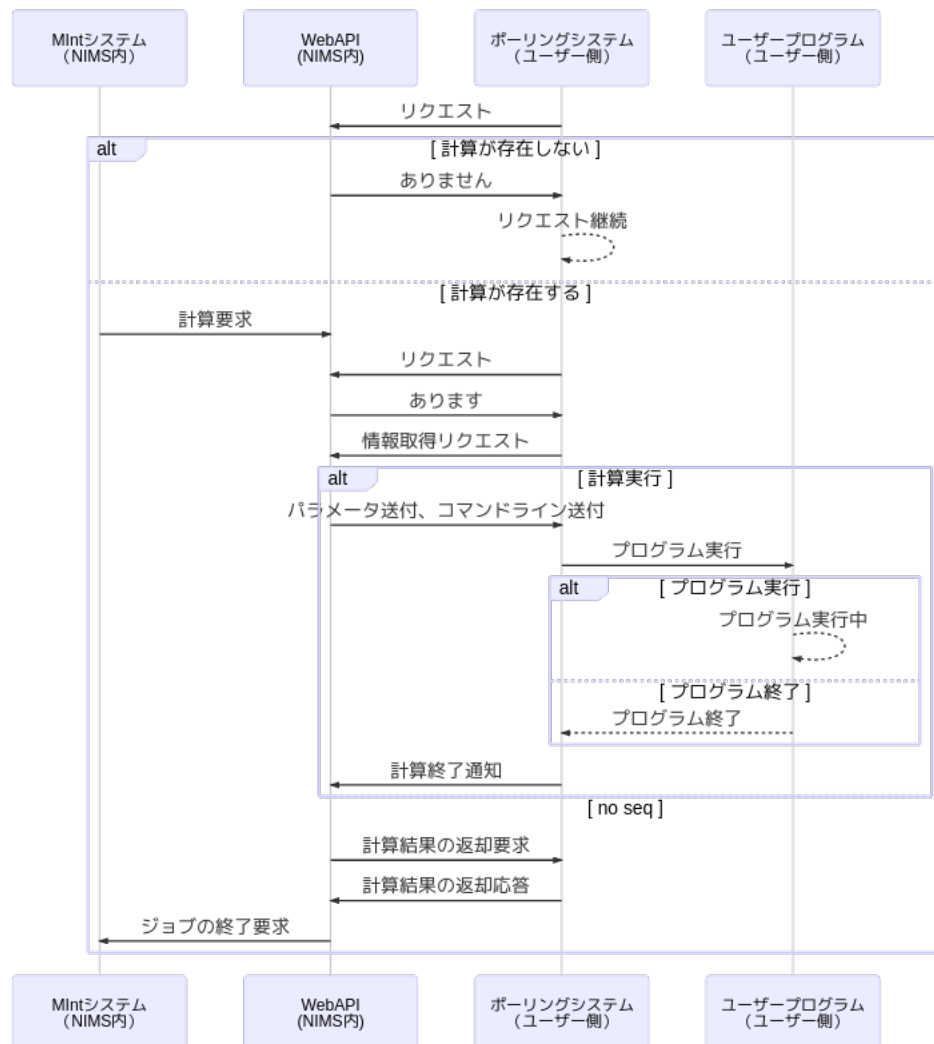 MIntシステム
（NIMS内）
WebAPI
(NIMS内)
ポーリングシステム
（ユーザー側）
ユーザープログラム
（ユーザー側）
リクエスト
alt
[ 計算が存在しない ]
ありません
リクエスト継続
[ 計算が存在する ]
計算要求
リクエスト
あります
情報取得リクエスト
alt
[ 計算実行 ]
パラメータ送付、コマンドライン送付
プログラム実行
alt
[ プログラム実行 ]
プログラム実行中
[ プログラム終了 ]
プログラム終了
計算終了通知
[ no seq ]
計算結果の返却要求
計算結果の返却応答
ジョブの終了要求
MIntシステム
（NIMS内）
WebAPI
(NIMS内)
ポーリングシステム
（ユーザー側）
ユーザープログラム
（ユーザー側）